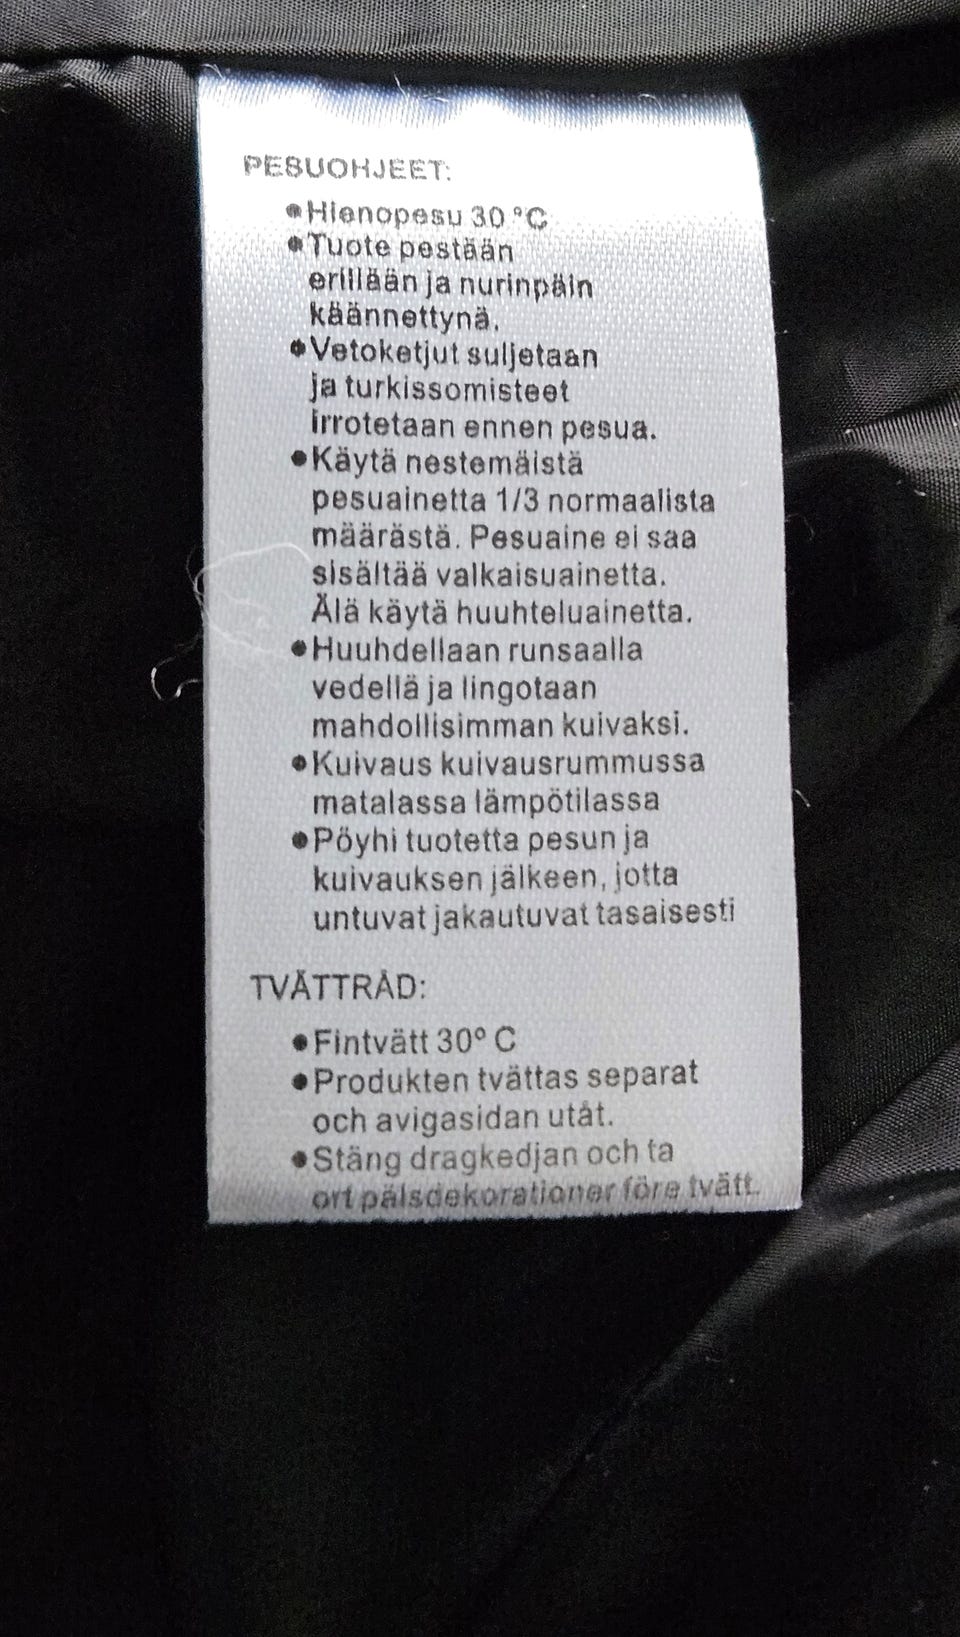 PESUOHJEET:
•Hienopesu 30 °C
•Tuote pestään
erillään ja nurinpäin
käännettynä.
•Vetoketjut suljetaan
ja turkissomisteet
irrotetaan ennen pesua.
•Käytä nestemäistä
pesuainetta 1/3 normaalista
määrästä. Pesuaine ei saa
sisältää valkaisuainetta.
Älä käytä huuhteluainetta.
•Huuhdellaan runsaalla
vedellä ja lingotaan
mahdollisimman kuivaksi.
•Kuivaus kuivausrummussa
matalassa lämpötilassa
•Pöyhi tuotetta pesun ja
kuivauksen jälkeen, jotta
untuvat jakautuvat tasaisesti
TVÄTTRÅD:
•Fintvätt 30º C
•Produkten tvättas separat
och avigasidan utåt.
•Stäng dragkedjan och ta
ort pälsdekorationer före tvätt.